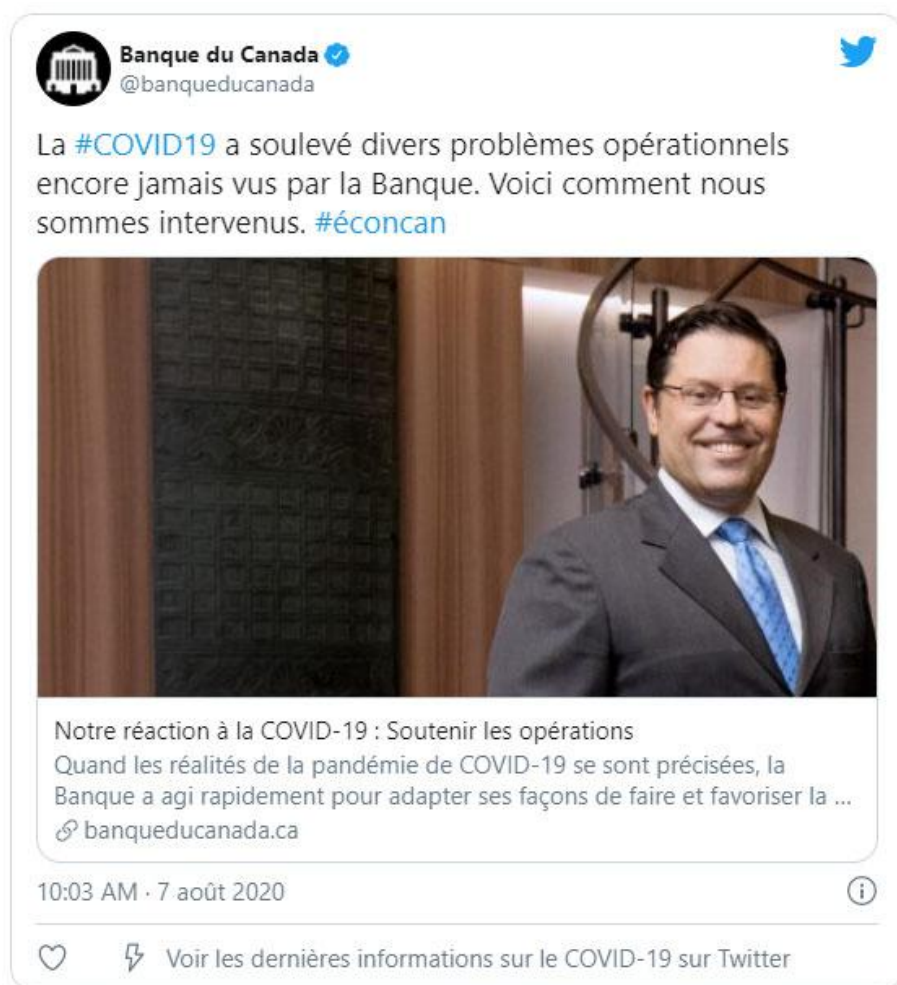 Banque du Canada
@banqueducanada
La #COVID19 a soulevé divers problèmes opérationnels
encore jamais vus par la Banque. Voici comment nous
sommes intervenus. #éconcan
Notre réaction à la COVID-19 : Soutenir les opérations
Quand les réalités de la pandémie de COVID-19 se sont précisées, la
Banque a agi rapidement pour adapter ses façons de faire et favoriser la ...
banqueducanada.ca
10:03 AM · 7 août 2020
Voir les dernières informations sur le COVID-19 sur Twitter